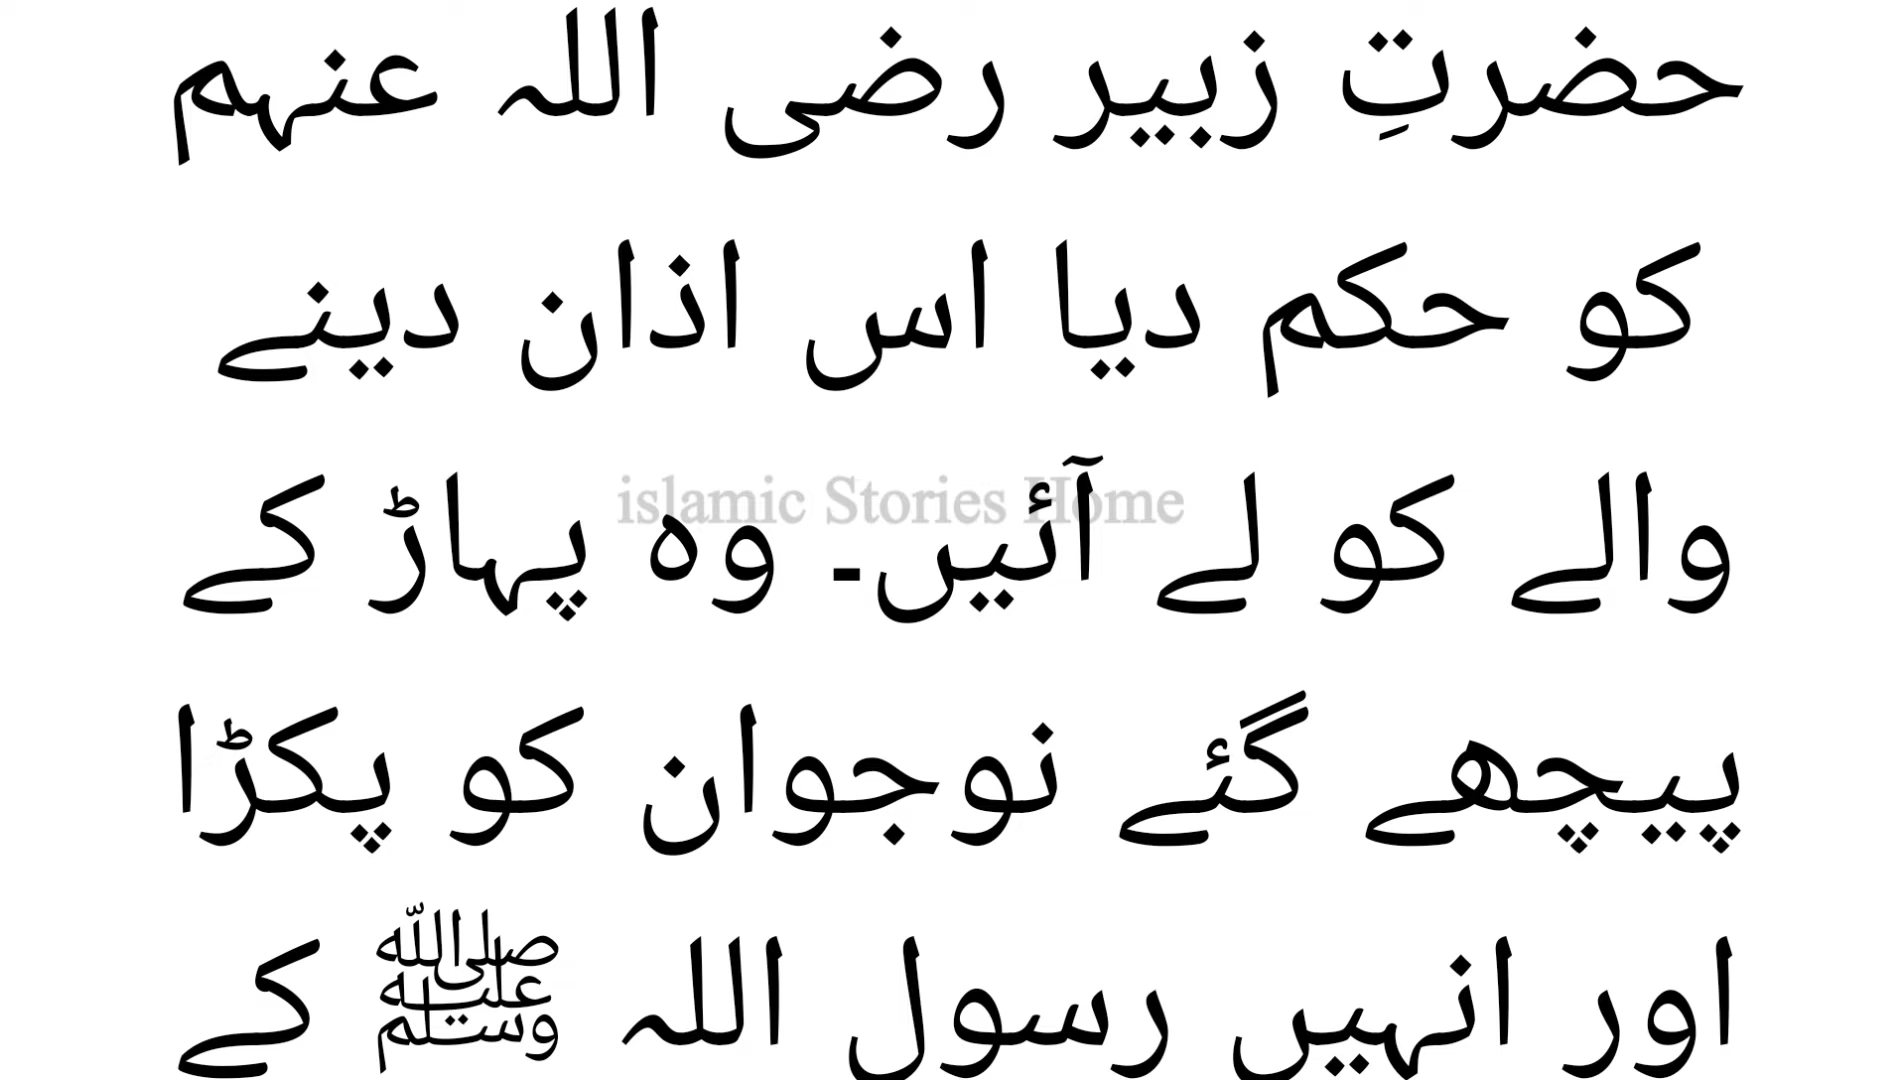 حضرتِ زبیر رضی اللہ عنہم
کو حکم دیا اس اذان دینے
والے کو لے آئیں۔ وہ پہاڑ کے
islamic Stories Home
پیچھے گئے نوجوان کو پکڑا
اور انہیں رسول اللہ ﷺ کے